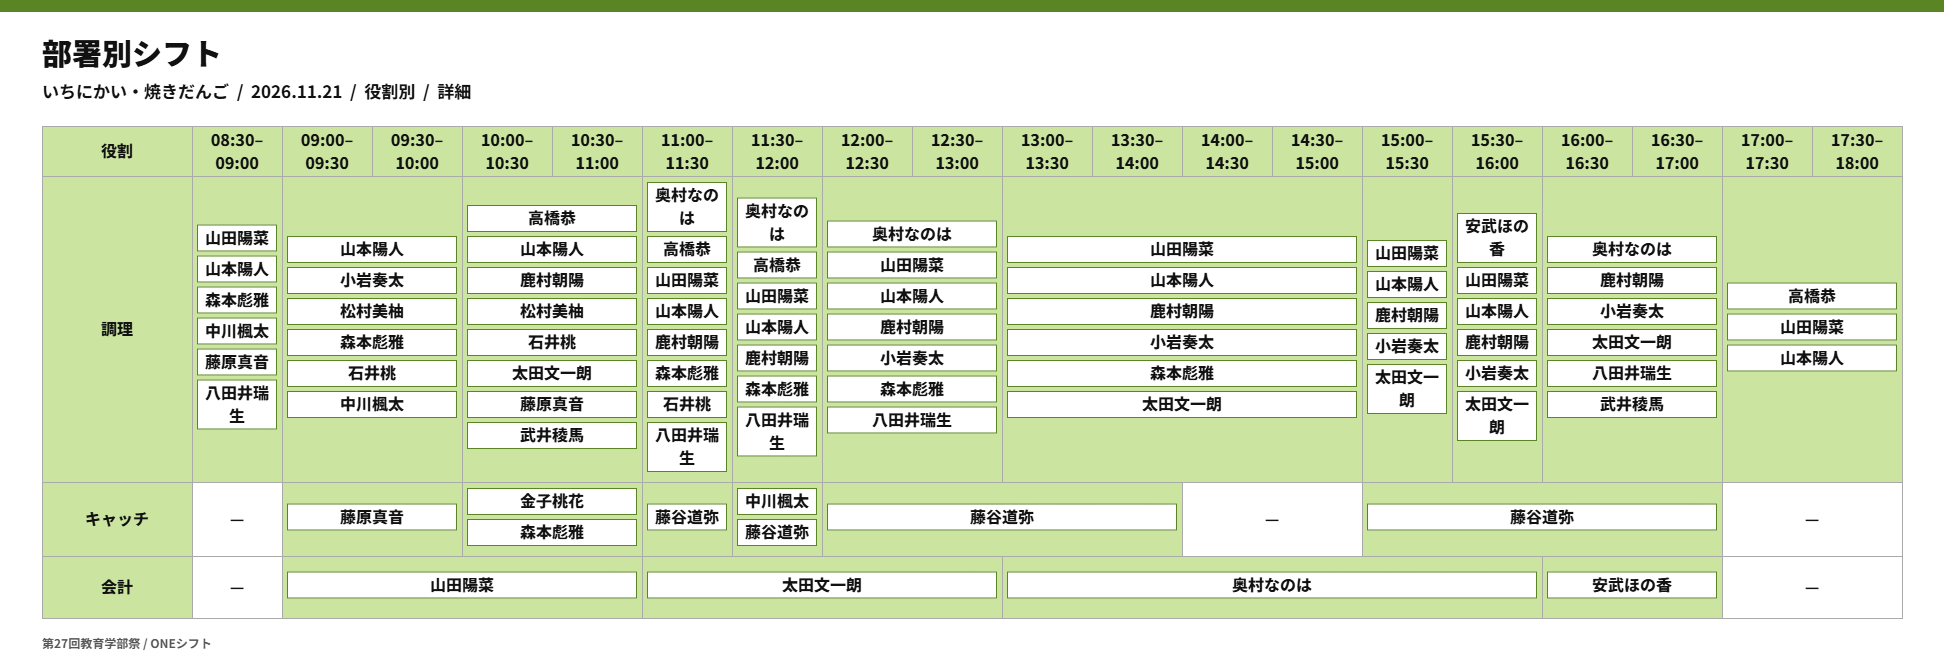 部署別シフト
いちにかい・焼きだんご / 2026.11.21 / 役割別 / 詳細
役割 08:30–09:00 09:00–09:30 09:30–10:00 10:00–10:30 10:30–11:00 11:00–11:30 11:30–12:00 12:00–12:30 12:30–13:00 13:00–13:30 13:30–14:00 14:00–14:30 14:30–15:00 15:00–15:30 15:30–16:00 16:00–16:30 16:30–17:00 17:00–17:30 17:30–18:00
調理
山田陽菜
山本陽人
森本彪雅
中川楓太
藤原真音
八田井瑞生
山本陽人
小岩奏太
松村美柚
森本彪雅
石井桃
中川楓太
高橋恭
山本陽人
鹿村朝陽
松村美柚
石井桃
太田文一朗
藤原真音
武井稜馬
奥村なのは
高橋恭
山田陽菜
山本陽人
鹿村朝陽
森本彪雅
石井桃
八田井瑞生
奥村なのは
高橋恭
山田陽菜
山本陽人
鹿村朝陽
森本彪雅
八田井瑞生
奥村なのは
山田陽菜
山本陽人
鹿村朝陽
小岩奏太
森本彪雅
八田井瑞生
山田陽菜
山本陽人
鹿村朝陽
小岩奏太
森本彪雅
太田文一朗
山田陽菜
山本陽人
鹿村朝陽
小岩奏太
太田文一朗
安武ほの香
山田陽菜
山本陽人
鹿村朝陽
小岩奏太
太田文一朗
奥村なのは
鹿村朝陽
小岩奏太
太田文一朗
八田井瑞生
武井稜馬
高橋恭
山田陽菜
山本陽人
キャッチ
—
藤原真音
金子桃花
森本彪雅
藤谷道弥
中川楓太
藤谷道弥
藤谷道弥
—
藤谷道弥
—
会計
—
山田陽菜
太田文一朗
奥村なのは
安武ほの香
—
第27回教育学部祭 / ONEシフト